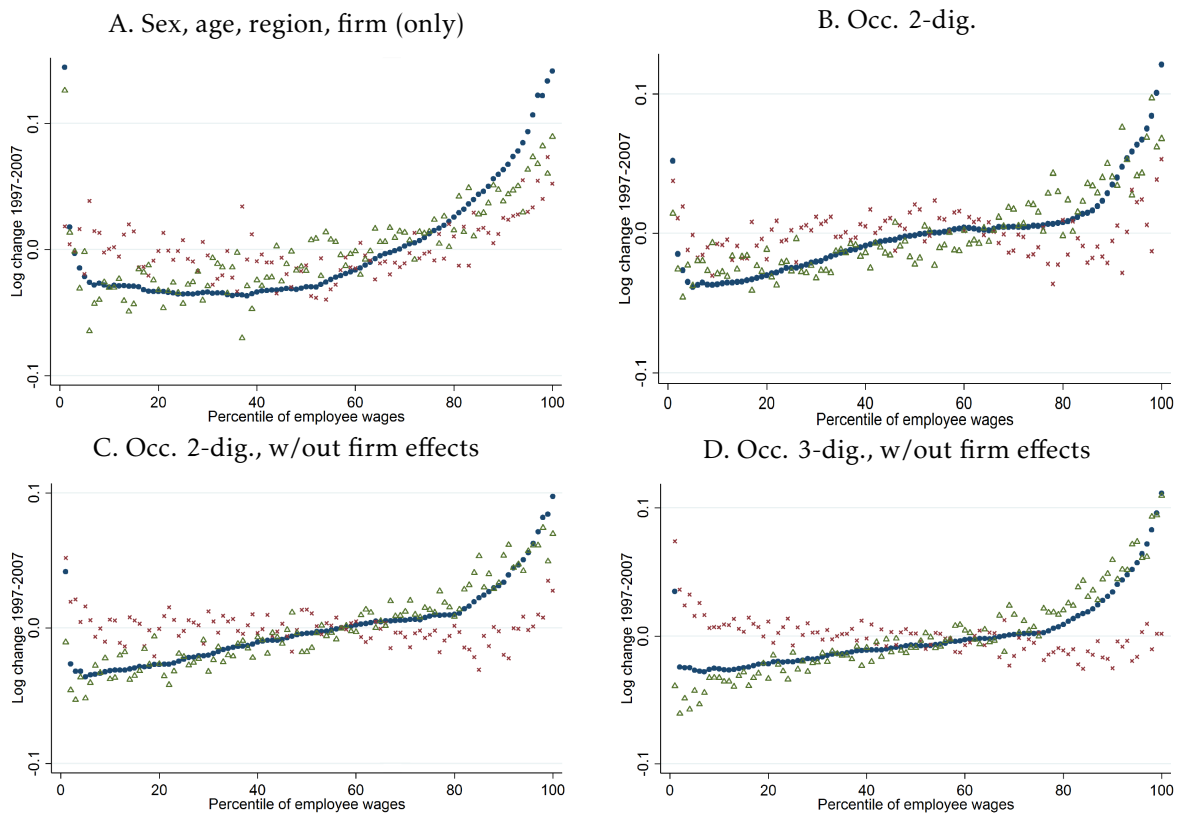 A. Sex, age, region, firm (only)
B. Occ. 2-dig.
Log change 1997-2007
0.1
0.0
-0.1
0 20 40 60 80 100
Percentile of employee wages
Log change 1997-2007
0.1
0.0
-0.1
0 20 40 60 80 100
Percentile of employee wages
C. Occ. 2-dig., w/out firm effects
D. Occ. 3-dig., w/out firm effects
Log change 1997-2007
0.1
0.0
-0.1
0 20 40 60 80 100
Percentile of employee wages
Log change 1997-2007
0.1
0.0
-0.1
0 20 40 60 80 100
Percentile of employee wages